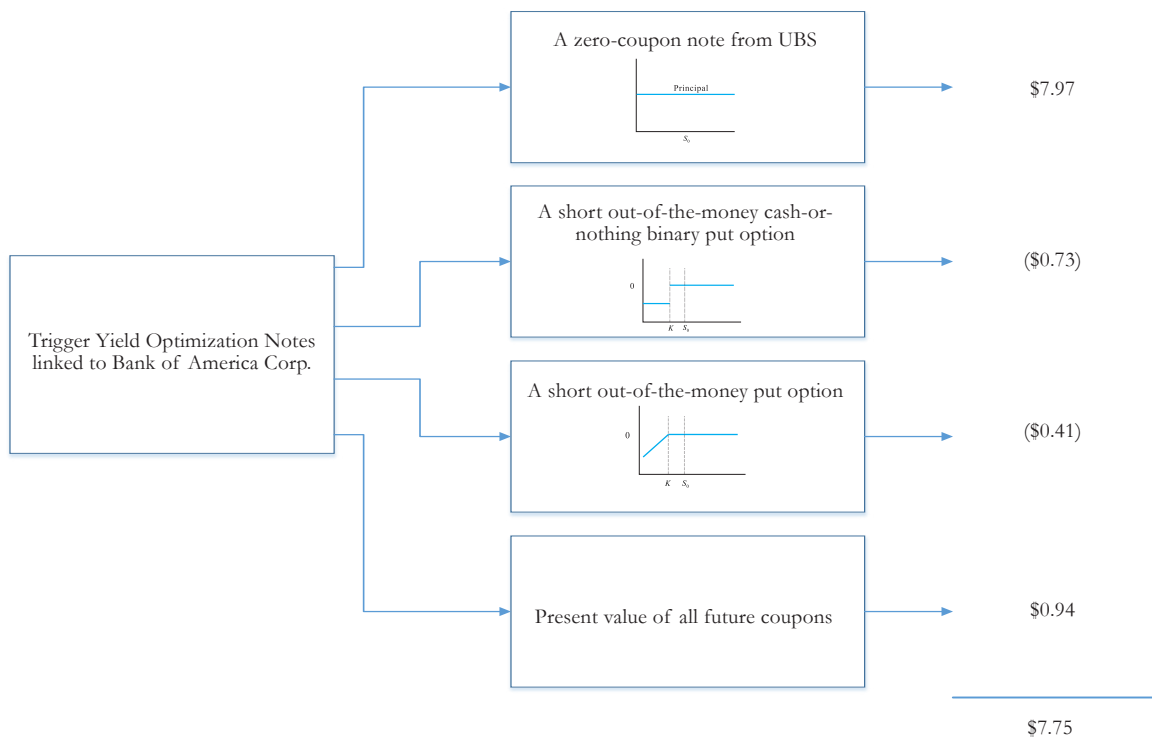 A zero-coupon note from UBS
Principal
S0
$7.97
A short out-of-the-money cash-or-
nothing binary put option
0
K S0
($0.73)
Trigger Yield Optimization Notes
linked to Bank of America Corp.
A short out-of-the-money put option
0
K S0
($0.41)
Present value of all future coupons
$0.94
$7.75